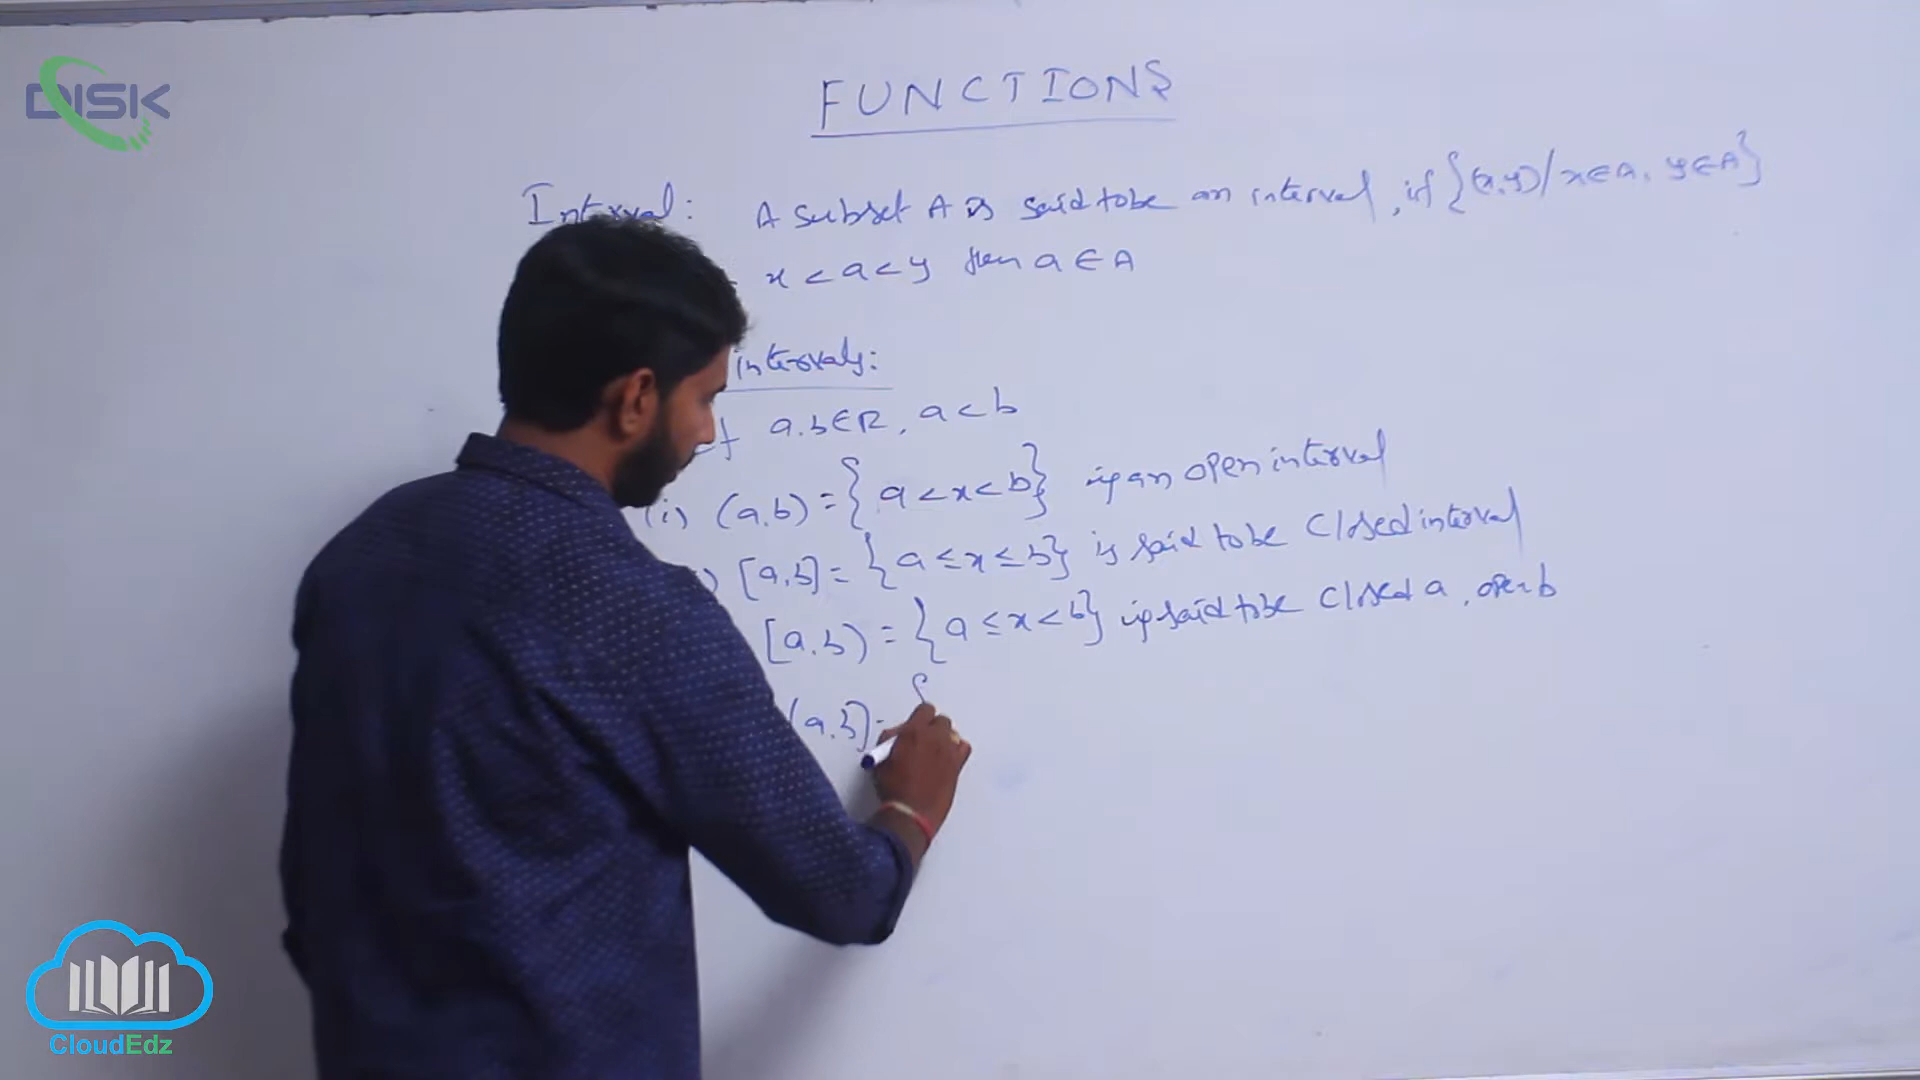 DISK
FUNCTIONS
Interval: A subset A is said to be an interval, if {(x,y)/x∈A, y∈A}
x < a < y then a ∈ A
intervals:
If a,b∈R, a<b
(i) (a,b) = {a<x<b} is an open interval
) [a,b] = {a≤x≤b} is said to be Closed interval
[a,b) = {a≤x<b} is said to be Closed a, open b
(a,b] = {
CloudEdz